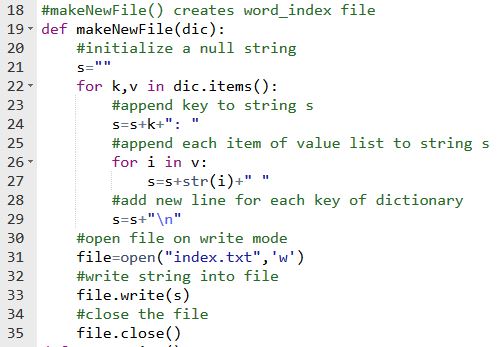 18 #makeNewFile() creates word_index file
19 def makeNewFile(dic):
20     #initialize a null string
21     s=""
22     for k,v in dic.items():
23         #append key to string s
24         s=s+k+": "
25         #append each item of value list to string s
26         for i in v:
27             s=s+str(i)+" "
28         #add new line for each key of dictionary
29         s=s+"\n"
30     #open file on write mode
31     file=open("index.txt",'w')
32     #write string into file
33     file.write(s)
34     #close the file
35     file.close()